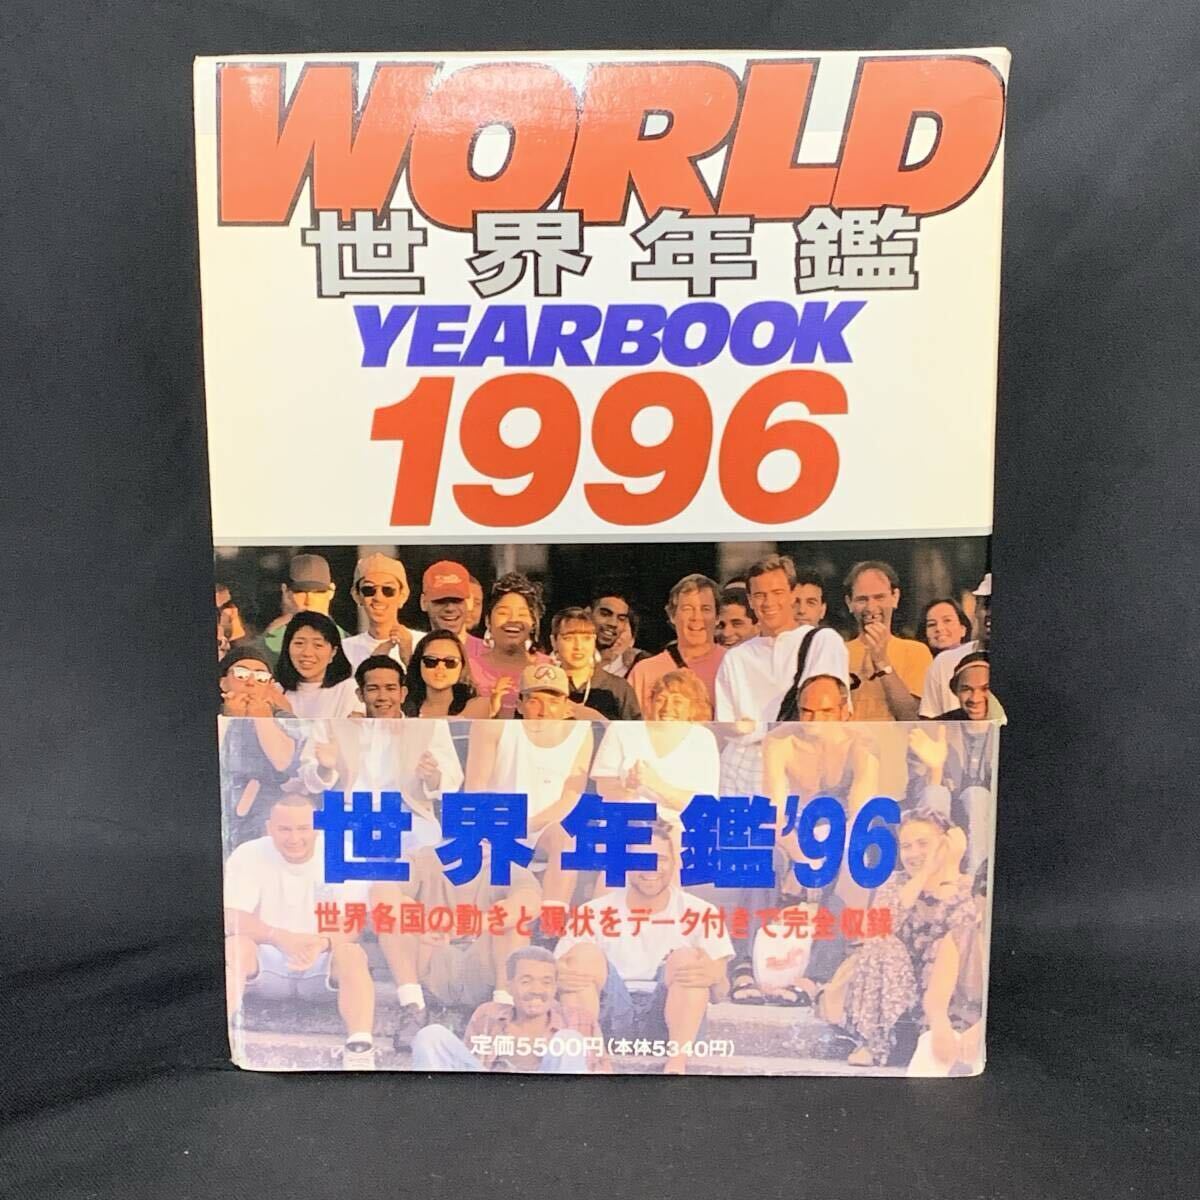 WORLD
世界年鑑
YEARBOOK
1996
世界年鑑'96
世界各国の動きと現状をデータ付きで完全収録
定価5500円(本体5340円)